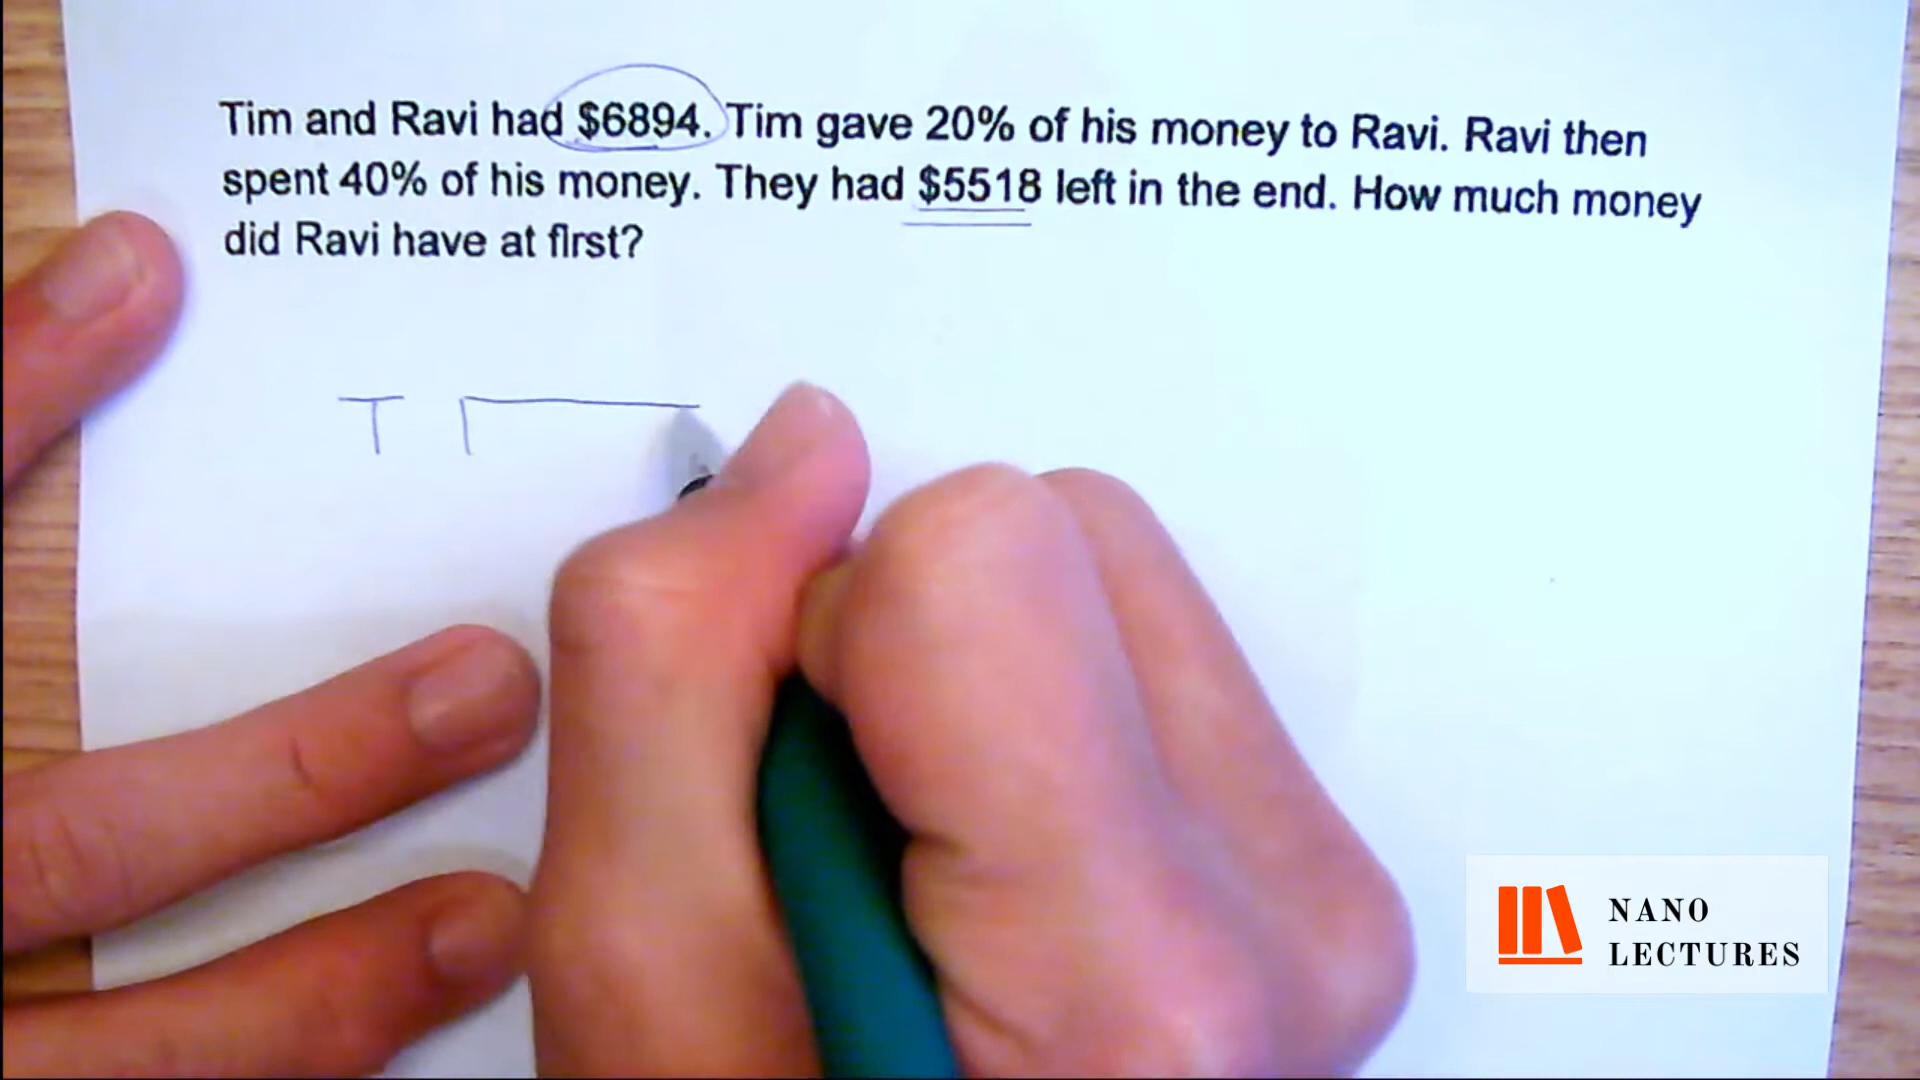 Tim and Ravi had $6894. Tim gave 20% of his money to Ravi. Ravi then
spent 40% of his money. They had $5518 left in the end. How much money
did Ravi have at first?
T
NANO
LECTURES